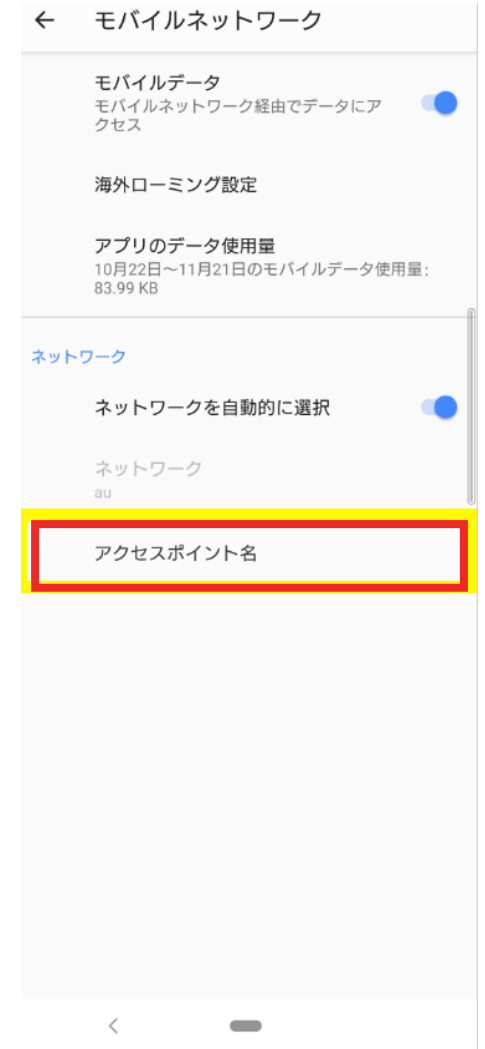 モバイルネットワーク
モバイルデータ
モバイルネットワーク経由でデータにア
クセス
海外ローミング設定
アプリのデータ使用量
10月22日～11月21日のモバイルデータ使用量:
83.99 KB
ネットワーク
ネットワークを自動的に選択
ネットワーク
au
アクセスポイント名